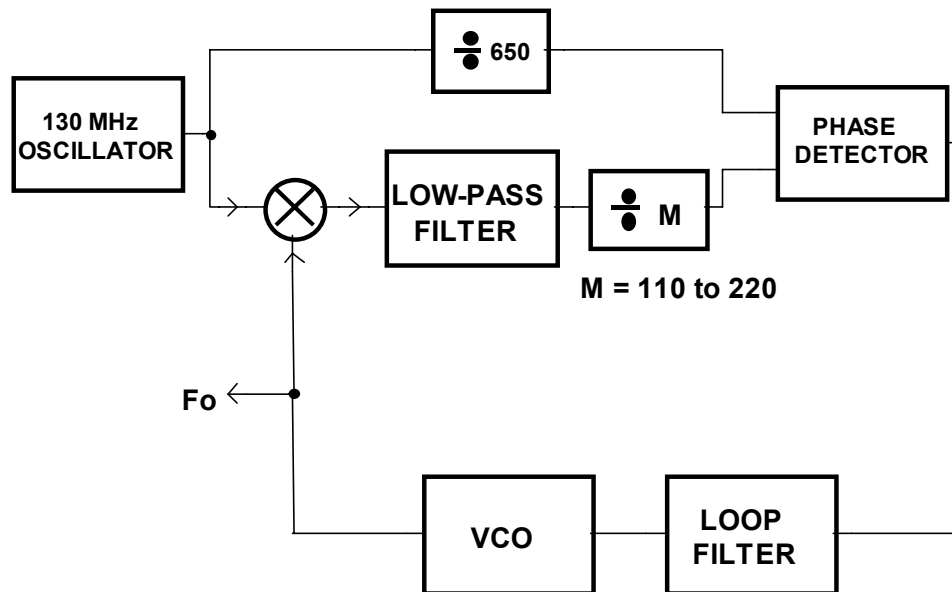 ÷ 650
130 MHz
OSCILLATOR
PHASE
DETECTOR
LOW-PASS
FILTER
÷ M
M = 110 to 220
Fo
VCO
LOOP
FILTER